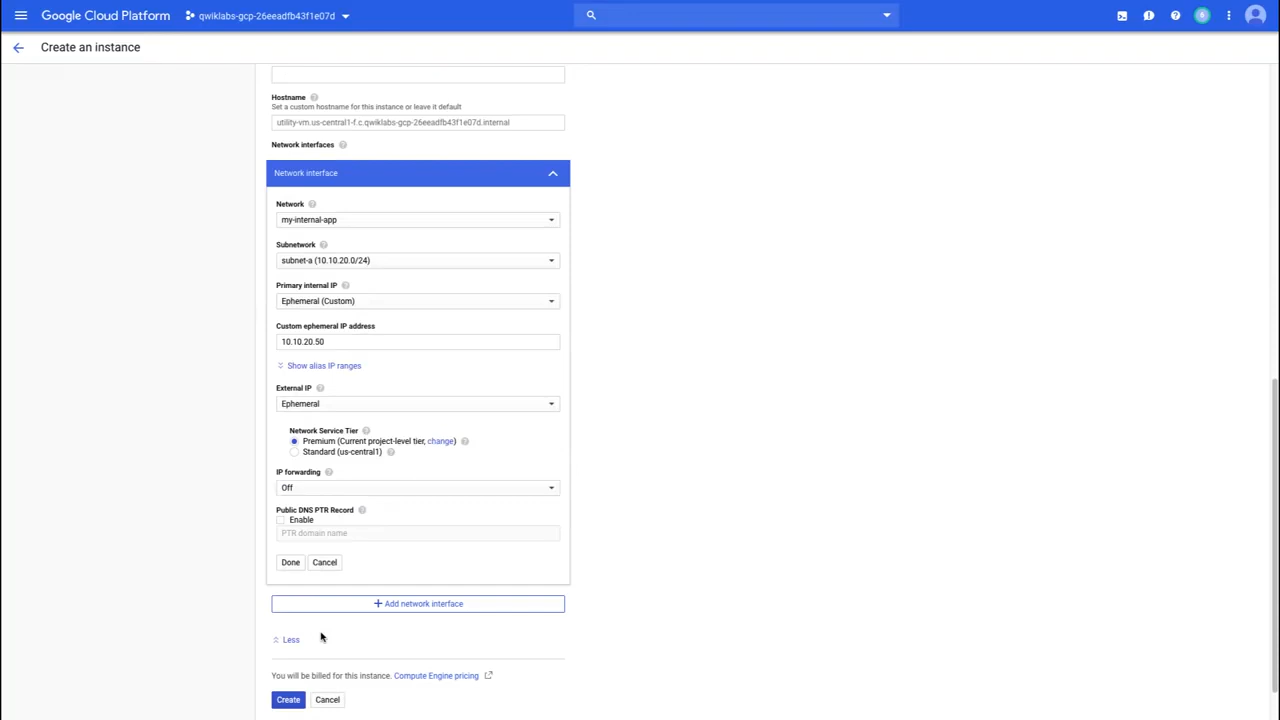 Google Cloud Platform qwiklabs-gcp-26eeadfb43f1e07d
Create an instance
Hostname
Set a custom hostname for this instance or leave it default
utility-vm.us-central1-f.c.qwiklabs-gcp-26eeadfb43f1e07d.internal
Network interfaces
Network interface
Network
my-internal-app
Subnetwork
subnet-a (10.10.20.0/24)
Primary internal IP
Ephemeral (Custom)
Custom ephemeral IP address
10.10.20.50
Show alias IP ranges
External IP
Ephemeral
Network Service Tier
Premium (Current project-level tier, change)
Standard (us-central1)
IP forwarding
Off
Public DNS PTR Record
Enable
PTR domain name
Done Cancel
+ Add network interface
Less
You will be billed for this instance. Compute Engine pricing
Create Cancel